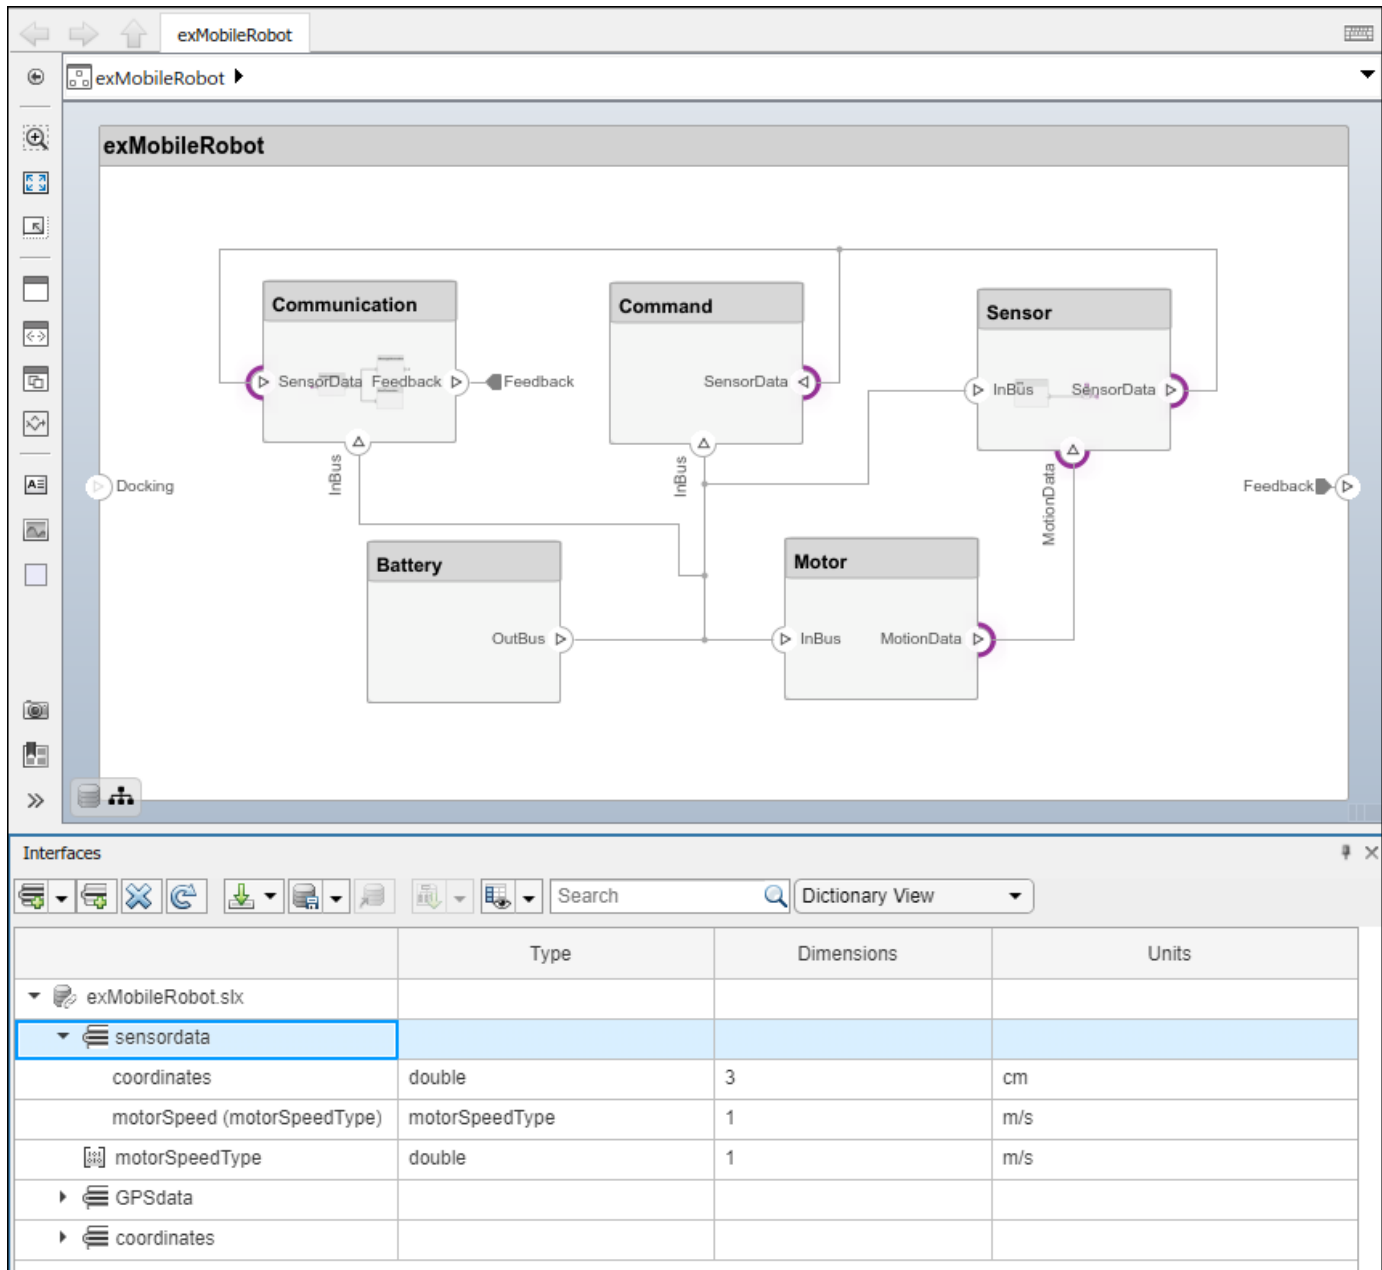 exMobileRobot
exMobileRobot
exMobileRobot
Communication
Command
Sensor
SensorData
Feedback
Feedback
SensorData
InBus
SensorData
InBus
InBus
MotionData
Docking
Feedback
Battery
Motor
OutBus
InBus
MotionData
Interfaces
Search
Dictionary View
Type Dimensions Units
exMobileRobot.slx
sensordata
coordinates double 3 cm
motorSpeed (motorSpeedType) motorSpeedType 1 m/s
motorSpeedType double 1 m/s
GPSdata
coordinates